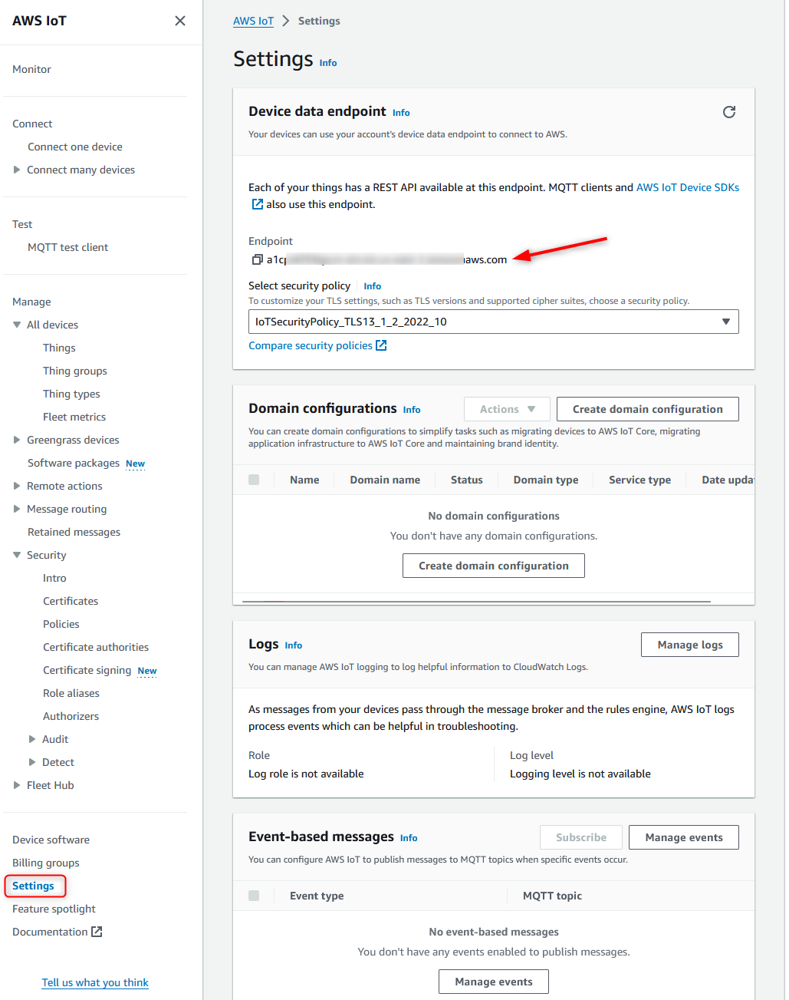 AWS IoT
Monitor
Connect
Connect one device
Connect many devices
Test
MQTT test client
Manage
All devices
Things
Thing groups
Thing types
Fleet metrics
Greengrass devices
Software packages New
Remote actions
Message routing
Retained messages
Security
Intro
Certificates
Policies
Certificate authorities
Certificate signing New
Role aliases
Authorizers
Audit
Detect
Fleet Hub
Device software
Billing groups
Settings
Feature spotlight
Documentation
Tell us what you think
AWS IoT > Settings
Settings Info
Device data endpoint Info
Your devices can use your account's device data endpoint to connect to AWS.
Each of your things has a REST API available at this endpoint. MQTT clients and AWS IoT Device SDKs
also use this endpoint.
Endpoint
Select security policy Info
To customize your TLS settings, such as TLS versions and supported cipher suites, choose a security policy.
IoTSecurityPolicy_TLS13_1_2_2022_10
Compare security policies
Domain configurations Info Actions Create domain configuration
You can create domain configurations to simplify tasks such as migrating devices to AWS IoT Core, migrating
application infrastructure to AWS IoT Core and maintaining brand identity.
Name Domain name Status Domain type Service type Date upda
No domain configurations
You don't have any domain configurations.
Create domain configuration
Logs Info Manage logs
You can manage AWS IoT logging to log helpful information to CloudWatch Logs.
As messages from your devices pass through the message broker and the rules engine, AWS IoT logs
process events which can be helpful in troubleshooting.
Role Log level
Log role is not available Logging level is not available
Event-based messages Info Subscribe Manage events
You can configure AWS IoT to publish messages to MQTT topics when specific events occur.
Event type MQTT topic
No event-based messages
You don't have any events enabled to publish messages.
Manage events